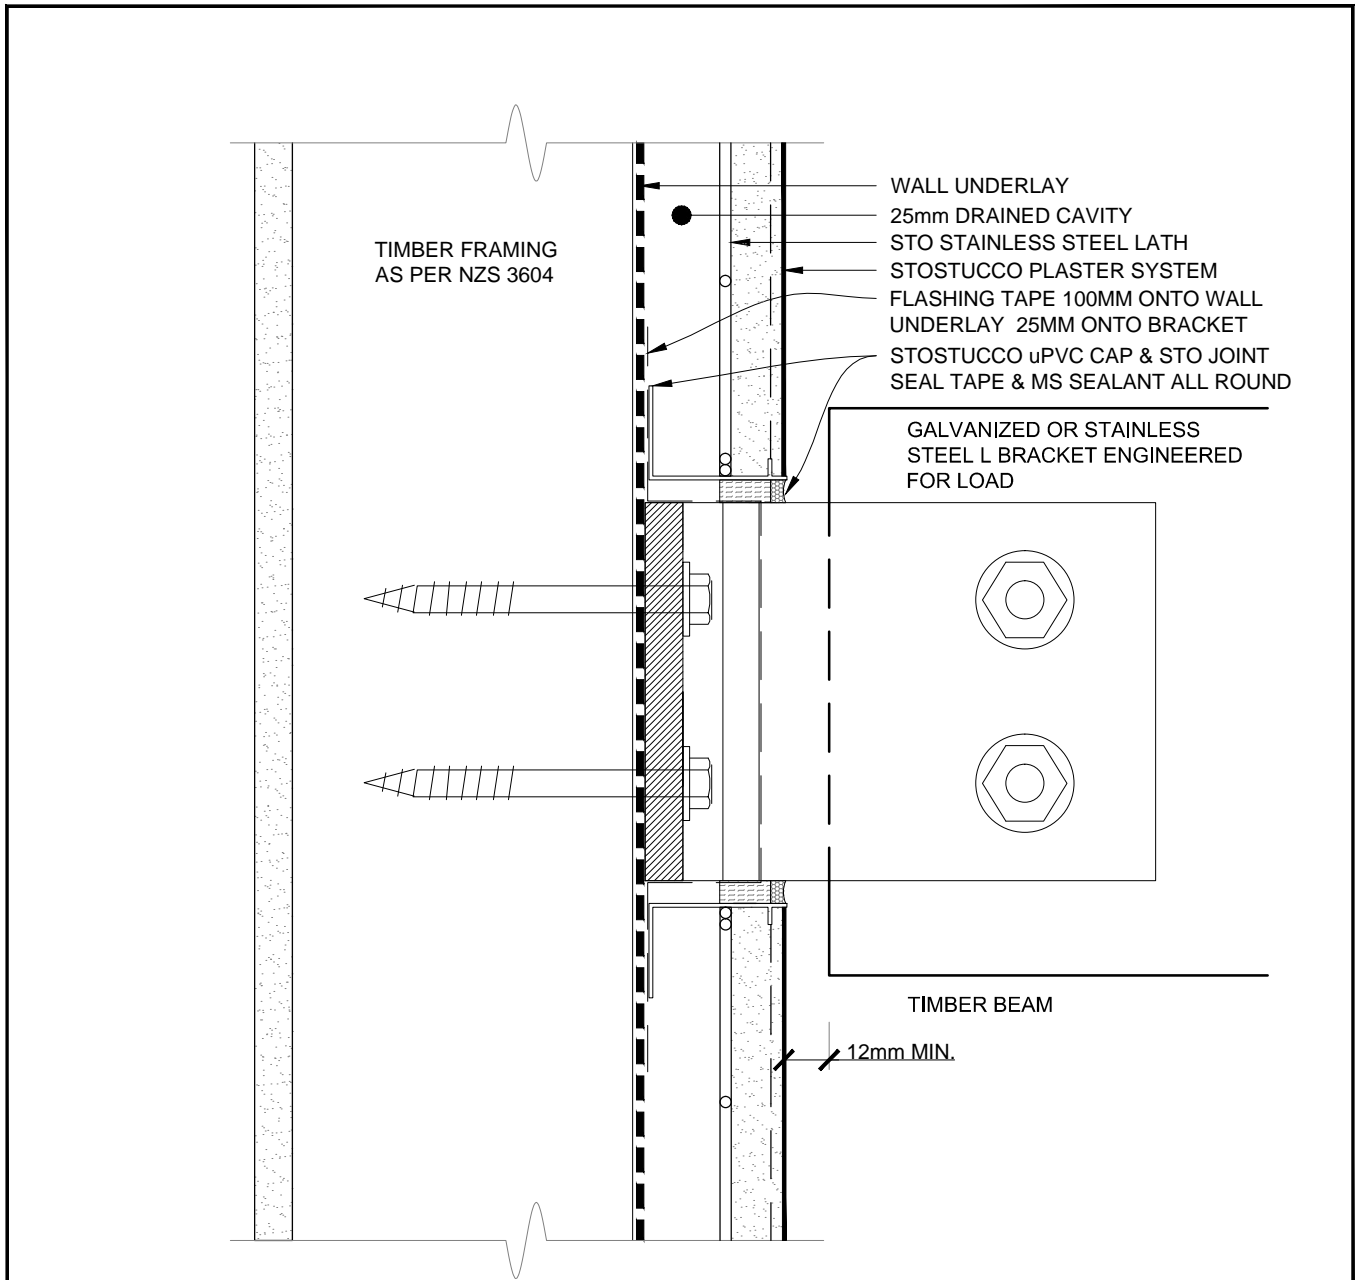 WALL UNDERLAY
25mm DRAINED CAVITY
STO STAINLESS STEEL LATH
STOSTUCCO PLASTER SYSTEM
FLASHING TAPE 100MM ONTO WALL
UNDERLAY 25MM ONTO BRACKET
STOSTUCCO uPVC CAP & STO JOINT
SEAL TAPE & MS SEALANT ALL ROUND
TIMBER FRAMING
AS PER NZS 3604
GALVANIZED OR STAINLESS
STEEL L BRACKET ENGINEERED
FOR LOAD
TIMBER BEAM
12mm MIN.